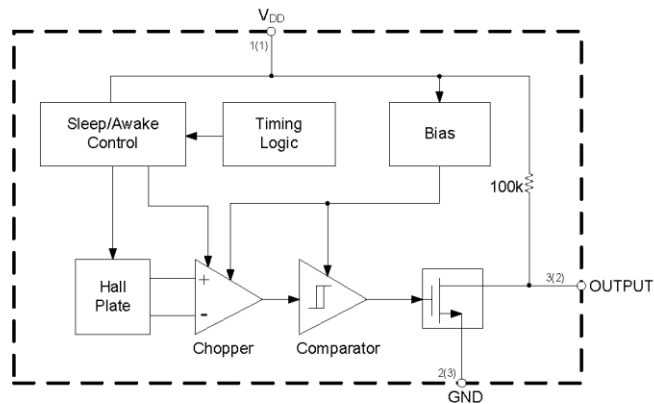 VDD
1(1)
Sleep/Awake
Control
Timing
Logic
Bias
100k
Hall
Plate
+
-
Chopper
Comparator
3(2)
OUTPUT
2(3)
GND